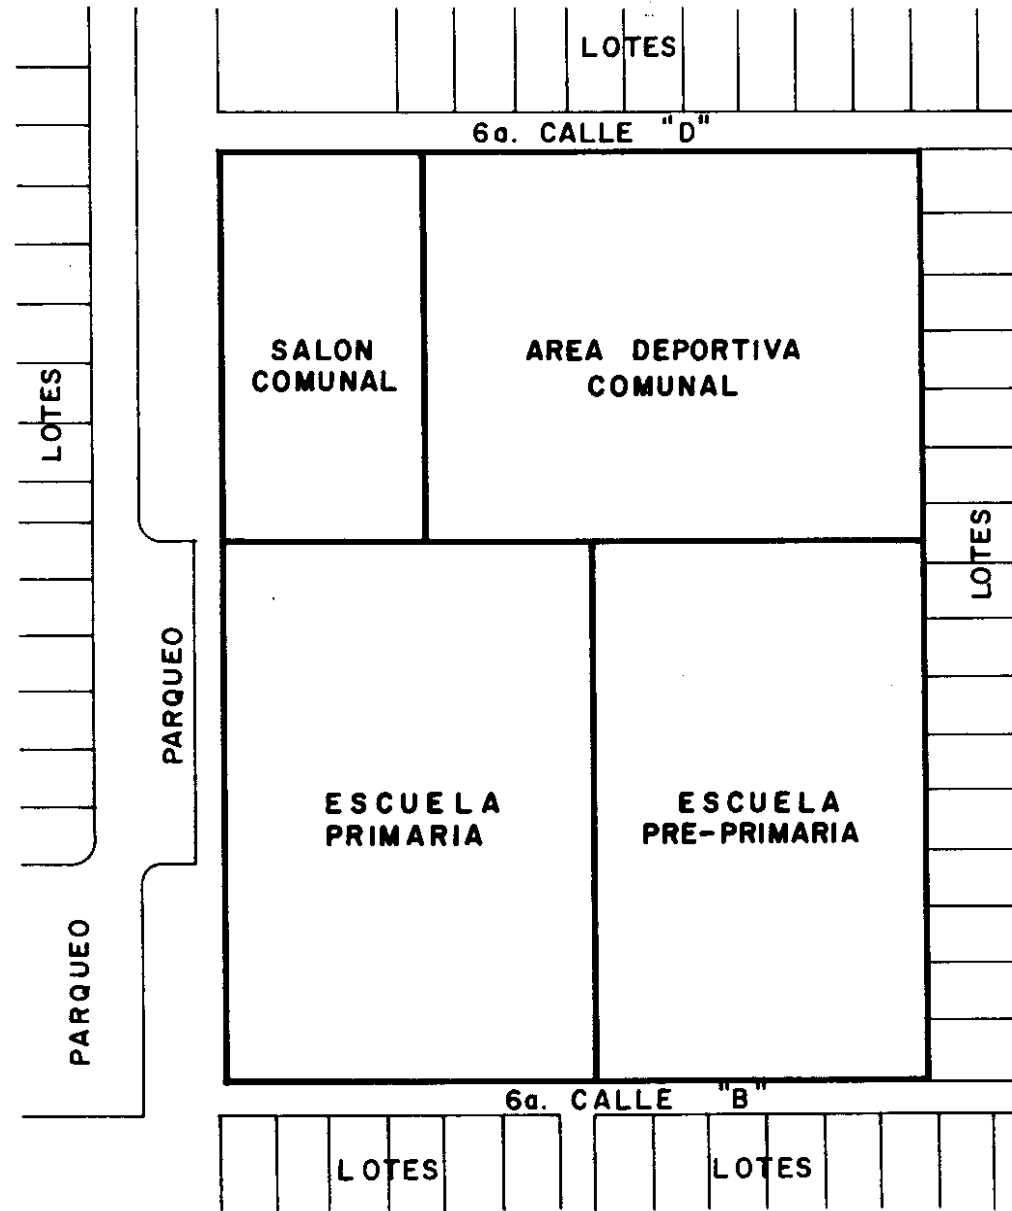 LOTES
6a. CALLE "D"
SALON
COMUNAL
AREA DEPORTIVA
COMUNAL
LOTES
LOTES
PARQUEO
ESCUELA
PRIMARIA
ESCUELA
PRE-PRIMARIA
PARQUEO
6a. CALLE "B"
LOTES
LOTES